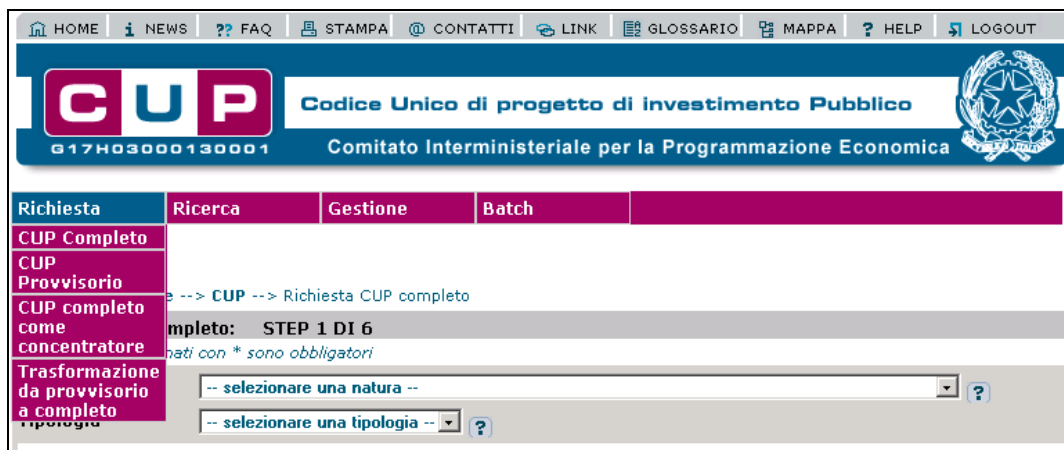 HOME NEWS ?? FAQ STAMPA @ CONTATTI LINK GLOSSARIO MAPPA ? HELP LOGOUT
CUP
G17H03000130001
Codice Unico di progetto di investimento Pubblico
Comitato Interministeriale per la Programmazione Economica
Richiesta Ricerca Gestione Batch
CUP Completo
CUP
Provvisorio
CUP completo
come
concentratore
Trasformazione
da provvisorio
a completo
e --> CUP --> Richiesta CUP completo
mpleto: STEP 1 DI 6
nati con * sono obbligatori
-- selezionare una natura -- ?
Tipologia -- selezionare una tipologia -- ?